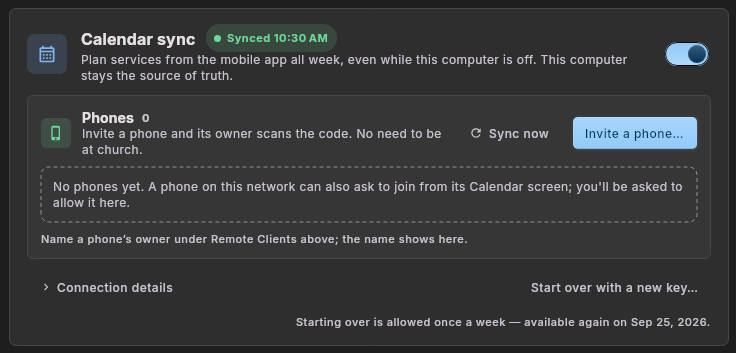 Calendar sync
Synced 10:30 AM
Plan services from the mobile app all week, even while this computer is off. This computer
stays the source of truth.
Phones 0
Invite a phone and its owner scans the code. No need to be
at church.
Sync now
Invite a phone...
No phones yet. A phone on this network can also ask to join from its Calendar screen; you'll be asked to
allow it here.
Name a phone’s owner under Remote Clients above; the name shows here.
Connection details
Start over with a new key...
Starting over is allowed once a week — available again on Sep 25, 2026.